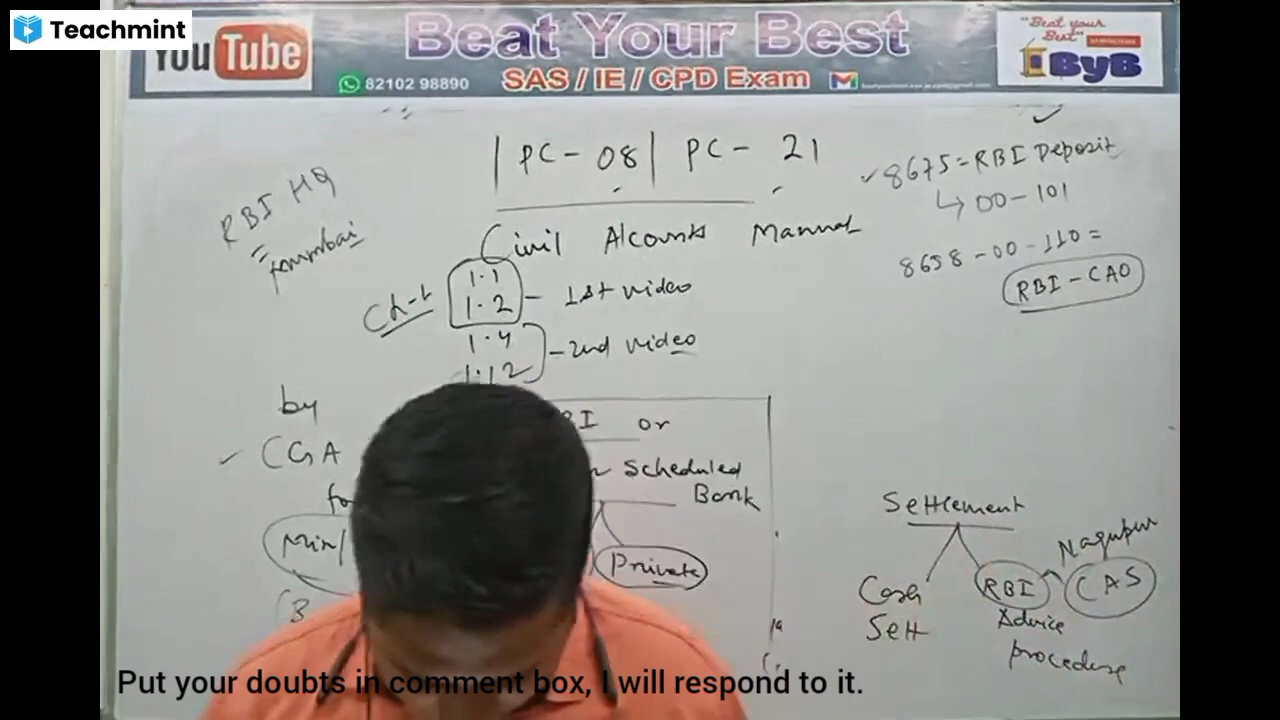 Teachmint
YouTube
Beat Your Best
SAS / IE / CPD Exam
82102 98890
"Beat your
Best"
ByB
PC - 08 | PC - 21
Civil Accounts Manual
RBI HQ
Ch-1
1.1
1.2 - 1st video
1.4
1.12
- 2nd video
8675 = RBI Deposit
↳ 00-101
8658-00-110 =
RBI - CAO
by
CGA
BI or
Scheduled
Bank
Private
Settlement
Cash
Sett
RBI
Advice
procedure
Nagpur
CAS
Put your doubts in comment box, I will respond to it.